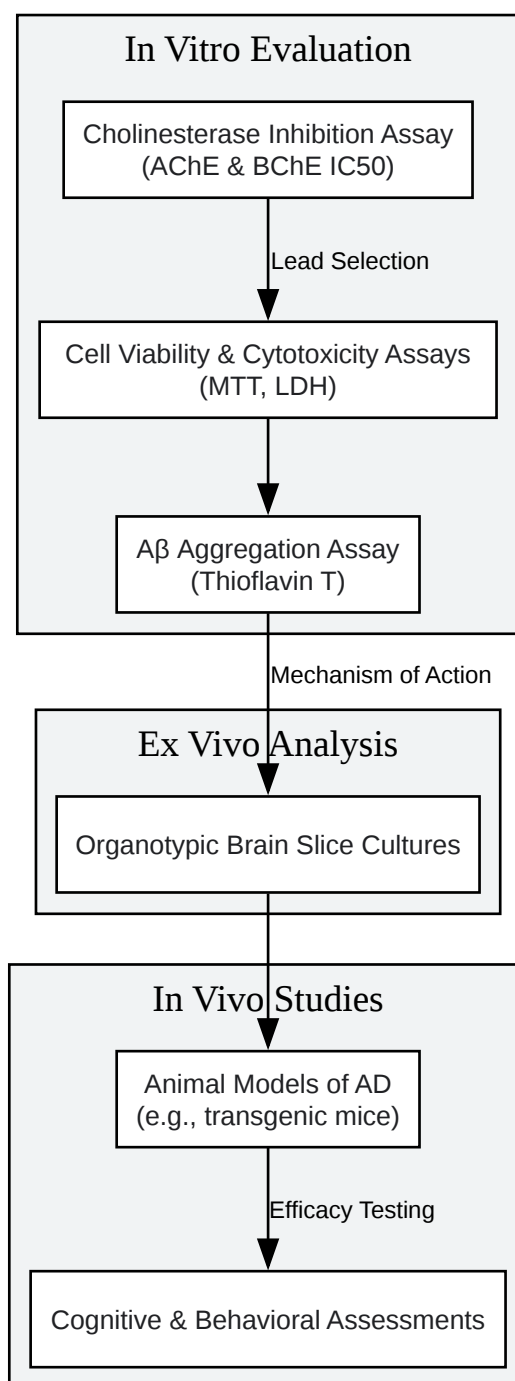 In Vitro Evaluation
Cholinesterase Inhibition Assay
(AChE & BChE IC50)
Lead Selection
Cell Viability & Cytotoxicity Assays
(MTT, LDH)
Aβ Aggregation Assay
(Thioflavin T)
Mechanism of Action
Ex Vivo Analysis
Organotypic Brain Slice Cultures
In Vivo Studies
Animal Models of AD
(e.g., transgenic mice)
Efficacy Testing
Cognitive & Behavioral Assessments